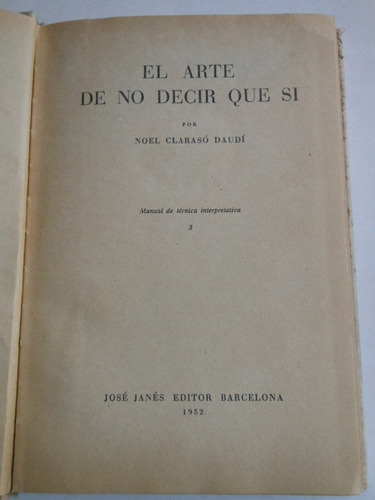 EL ARTE
DE NO DECIR QUE SI
POR
NOEL CLARASÓ DAUDÍ
Manual de técnica interpretativa
3
JOSÉ JANÉS EDITOR BARCELONA
1952